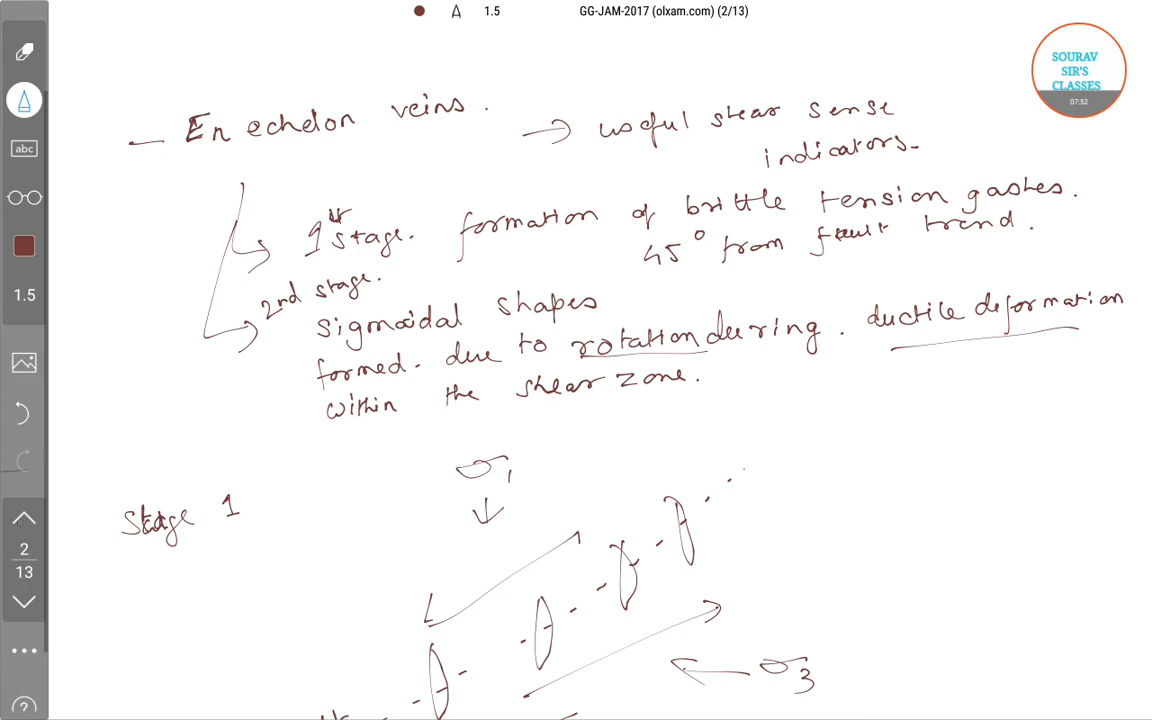 1.5
GG-JAM-2017 (olxam.com) (2/13)
SOURAV
SIR'S
CLASSES
07:52
abc
1.5
2
13
?
— En echelon veins.
→ useful shear sense
indicators-
1st stage. formation of brittle tension gashes.
45° from fault trend.
2nd stage.
sigmoidal shapes
formed. due to rotation during. ductile deformation
within the shear zone.
Stage 1
σ1
σ3